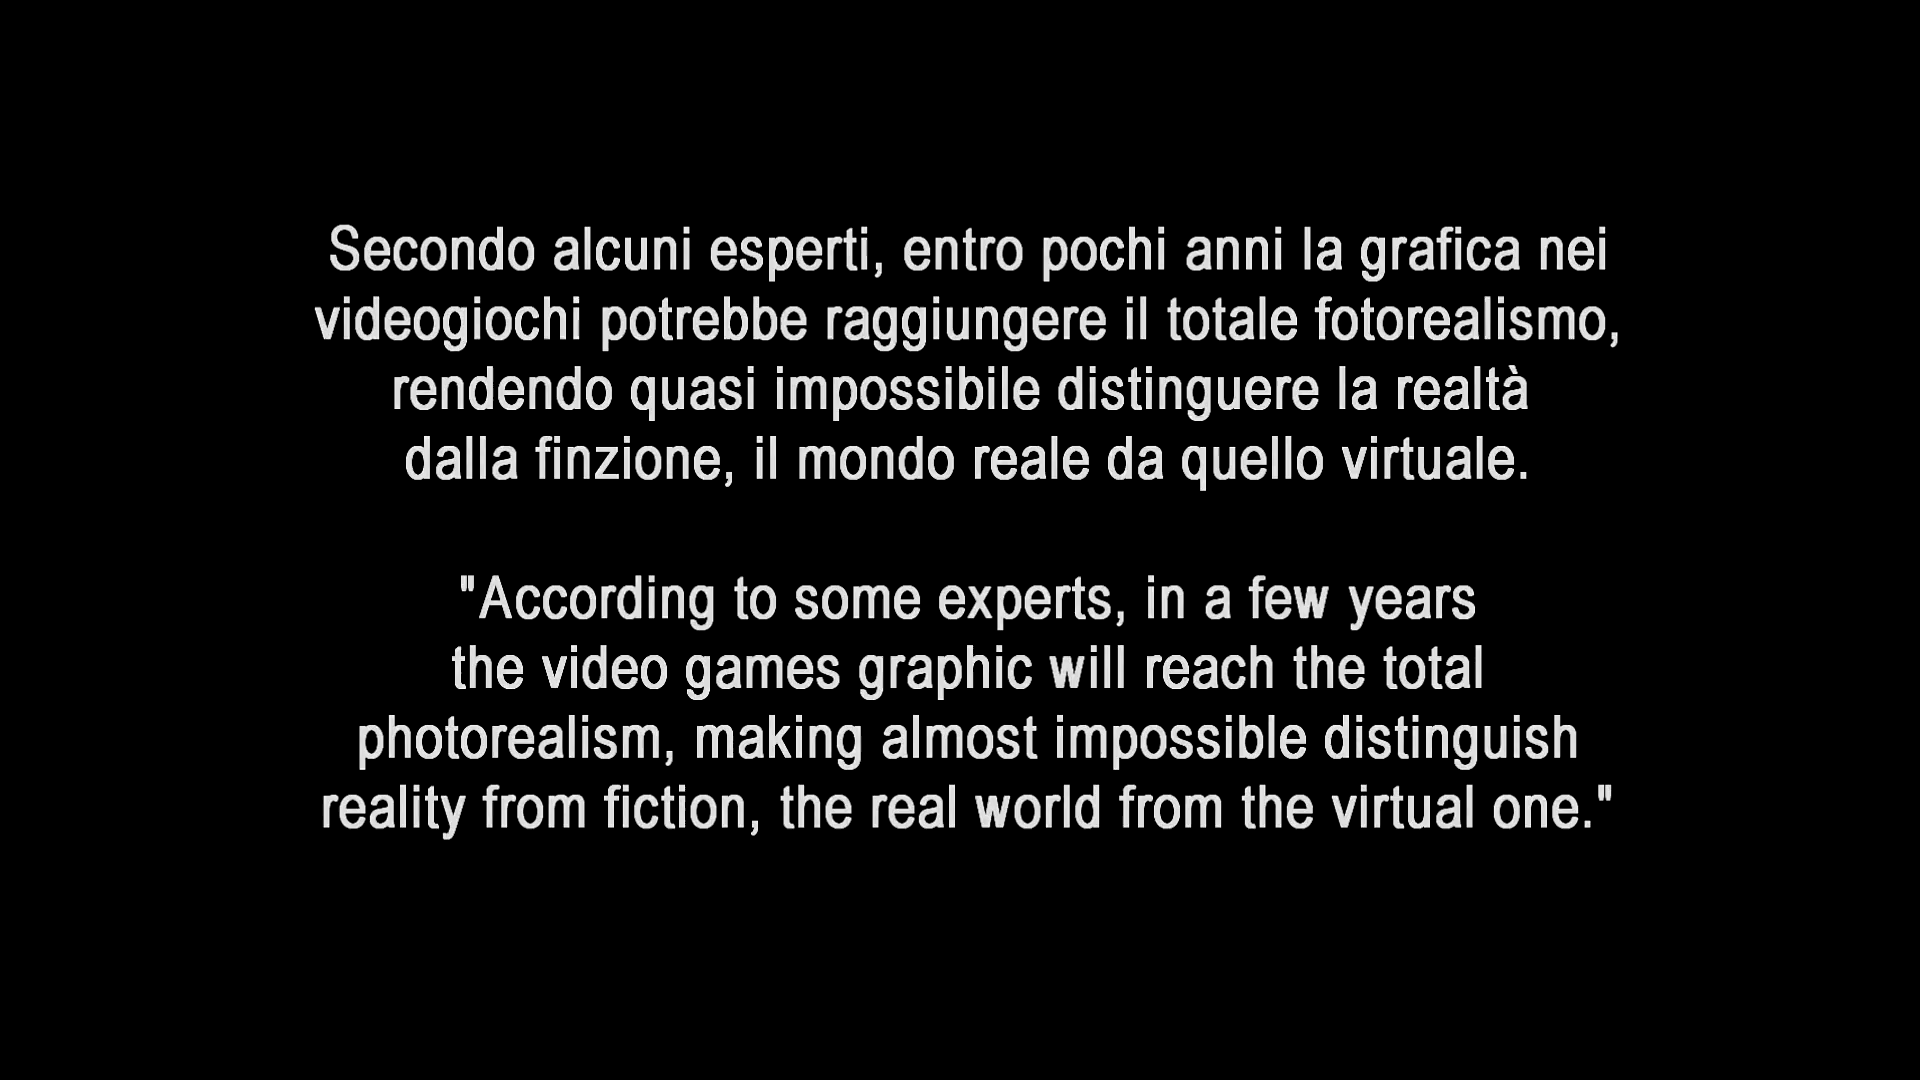 Secondo alcuni esperti, entro pochi anni la grafica nei
videogiochi potrebbe raggiungere il totale fotorealismo,
rendendo quasi impossibile distinguere la realtà
dalla finzione, il mondo reale da quello virtuale.
"According to some experts, in a few years
the video games graphic will reach the total
photorealism, making almost impossible distinguish
reality from fiction, the real world from the virtual one."